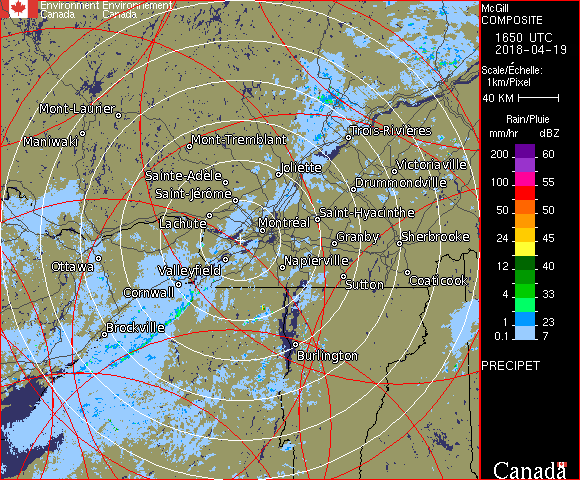 Environment Environnement
Canada Canada
McGill
COMPOSITE
1650 UTC
2018-04-19
Scale/Échelle:
1km/Pixel
40 KM
Rain/Pluie
mm/hr dBZ
200 60
100 55
50 50
24 45
12 40
4 33
1 23
0.1 7
PRECIPET
Canada
Mont-Laurier
Maniwaki
Mont-Tremblant
Trois-Rivières
Joliette
Victoriaville
Sainte-Adèle
Drummondville
Saint-Jérôme
Lachute
Saint-Hyacinthe
Montréal
Granby
Sherbrooke
Ottawa
Valleyfield
Napierville
Cornwall
Sutton
Coaticook
Brockville
Burlington